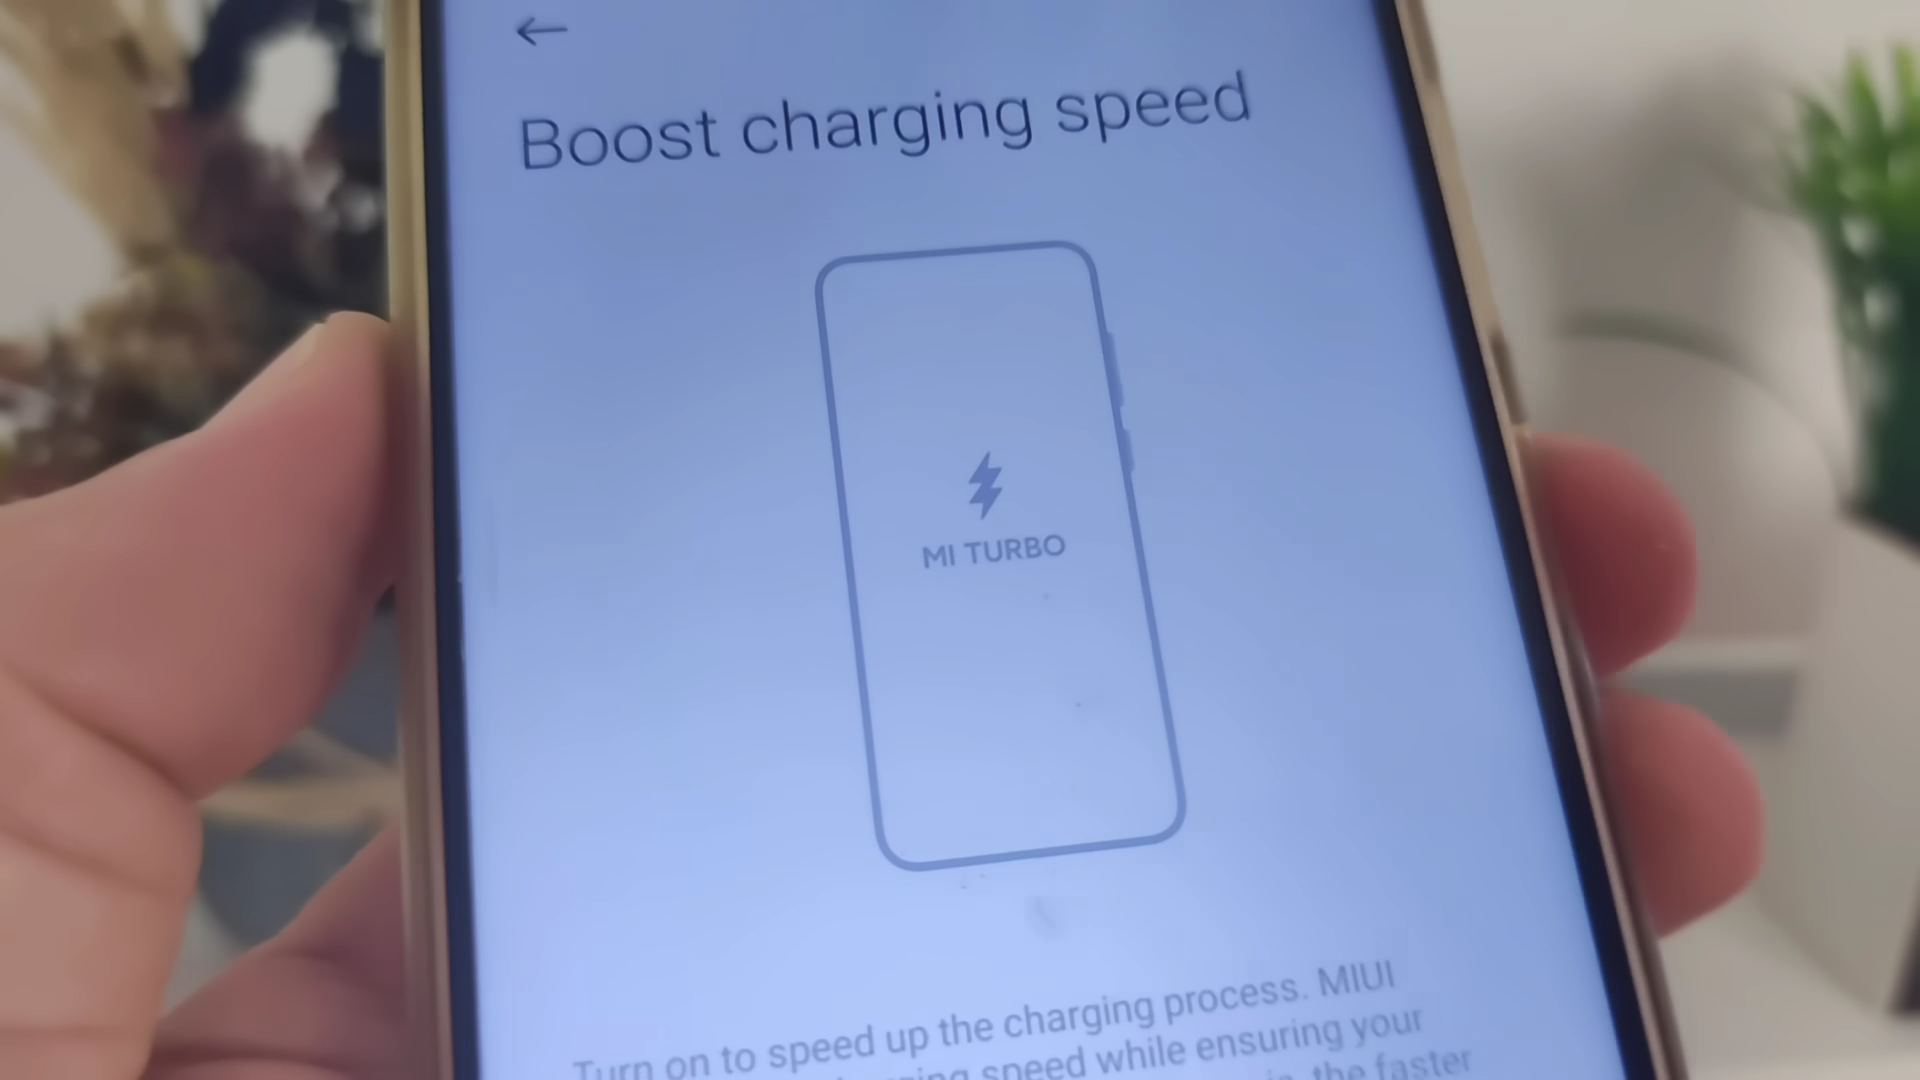 Boost charging speed
MI TURBO
Turn on to speed up the charging process. MIUI
speed while ensuring your
the faster